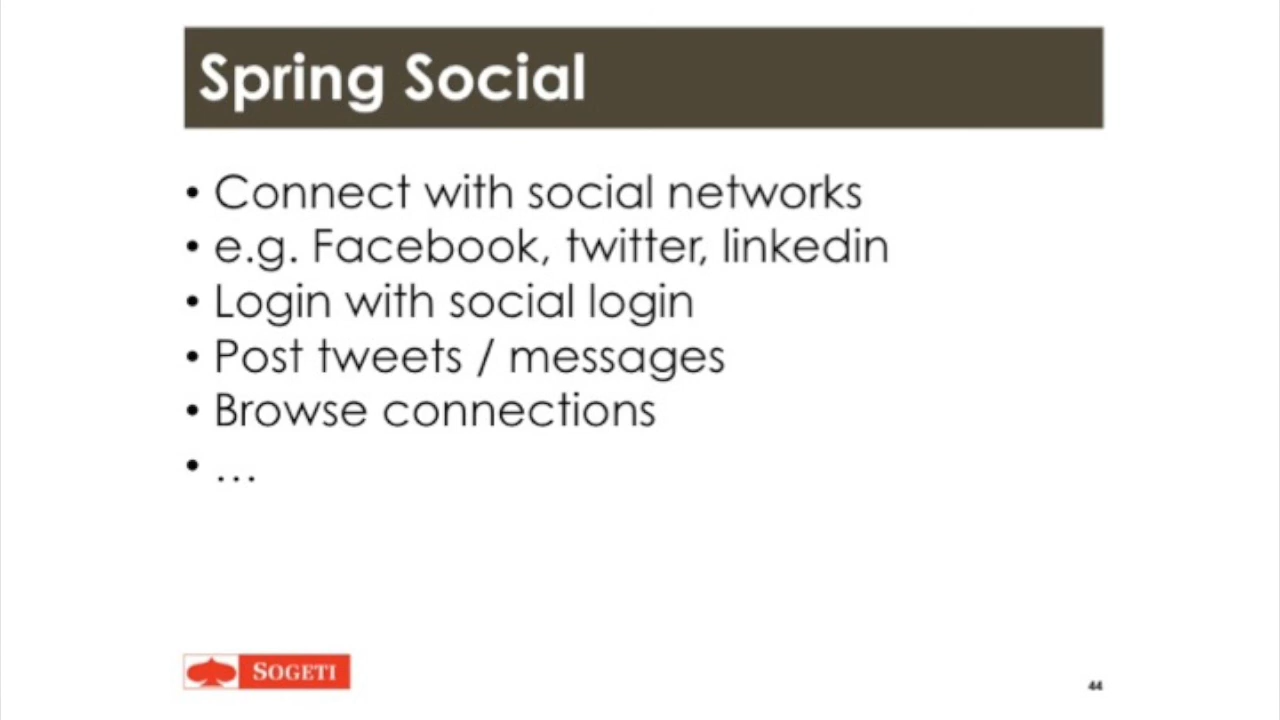 Spring Social
• Connect with social networks
• e.g. Facebook, twitter, linkedin
• Login with social login
• Post tweets / messages
• Browse connections
• ...
SOGETI
44